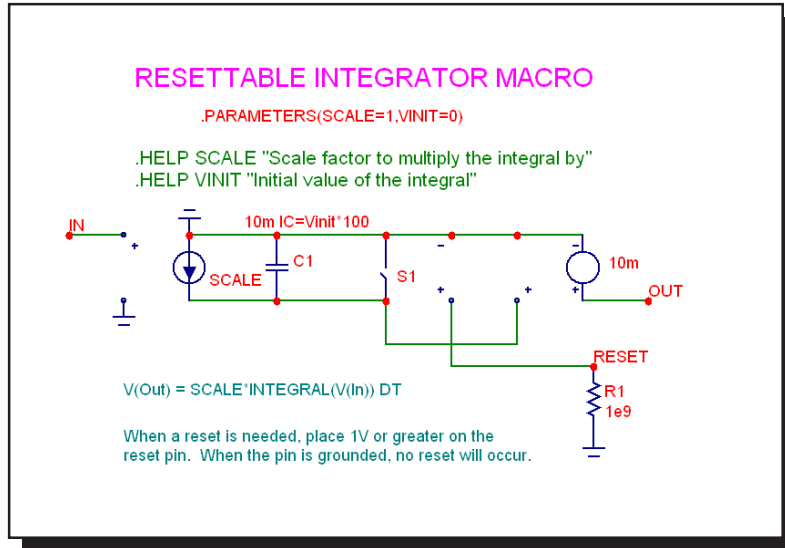 RESETTABLE INTEGRATOR MACRO
.PARAMETERS(SCALE=1,VINIT=0)
.HELP SCALE "Scale factor to multiply the integral by"
.HELP VINIT "Initial value of the integral"
IN
10m IC=Vinit*100
+
SCALE
C1
S1
-
-
+
+
-
+
10m
OUT
RESET
R1
1e9
V(Out) = SCALE*INTEGRAL(V(In)) DT
When a reset is needed, place 1V or greater on the
reset pin. When the pin is grounded, no reset will occur.